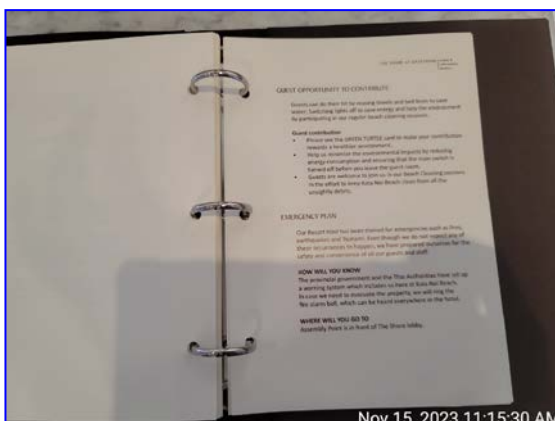 GUEST OPPORTUNITY TO CONTRIBUTE
Guests can do their bit by reusing towels and bed linen to save
water; Switching lights off to save energy and help the environment
by participating in our regular beach cleaning sessions.
Guest contribution
• Please use the GREEN TURTLE card to make your contribution
towards a healthier environment.
• Help us minimize the environmental impacts by reducing
energy consumption and ensuring that the main switch is
turned off before you leave the guest room.
• Guests are welcome to join us in our Beach Cleaning sessions
in the effort to keep Kata Noi Beach clean from all the
unsightly debris.
EMERGENCY PLAN
Our Resort Host has been trained for emergencies such as fires,
earthquakes and Tsunami. Even though we do not expect any of
these occurrences to happen, we have prepared ourselves for the
safety and convenience of all our guests and staff.
HOW WILL YOU KNOW
The provincial government and the Thai Authorities have set up
a warning system which includes us here at Kata Noi Beach.
In case we need to evacuate the property, we will ring the
fire alarm bell, which can be heard everywhere in the hotel.
WHERE WILL YOU GO TO
Assembly Point is in front of The Shore lobby.
Nov 15, 2023 11:15:30 AM